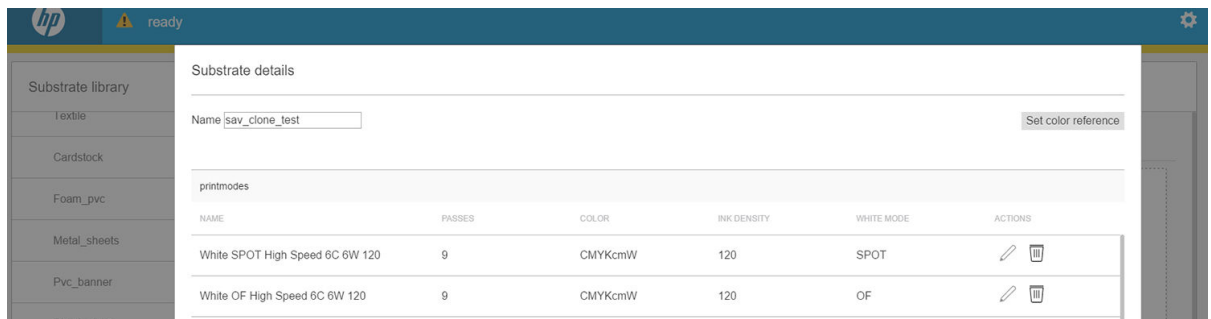 hp
ready
Substrate details
Substrate library
Textile
Name sav_clone_test
Set color reference
Cardstock
Foam_pvc
printmodes
NAME PASSES COLOR INK DENSITY WHITE MODE ACTIONS
Metal_sheets
White SPOT High Speed 6C 6W 120 9 CMYKcmW 120 SPOT
Pvc_banner
White OF High Speed 6C 6W 120 9 CMYKcmW 120 OF